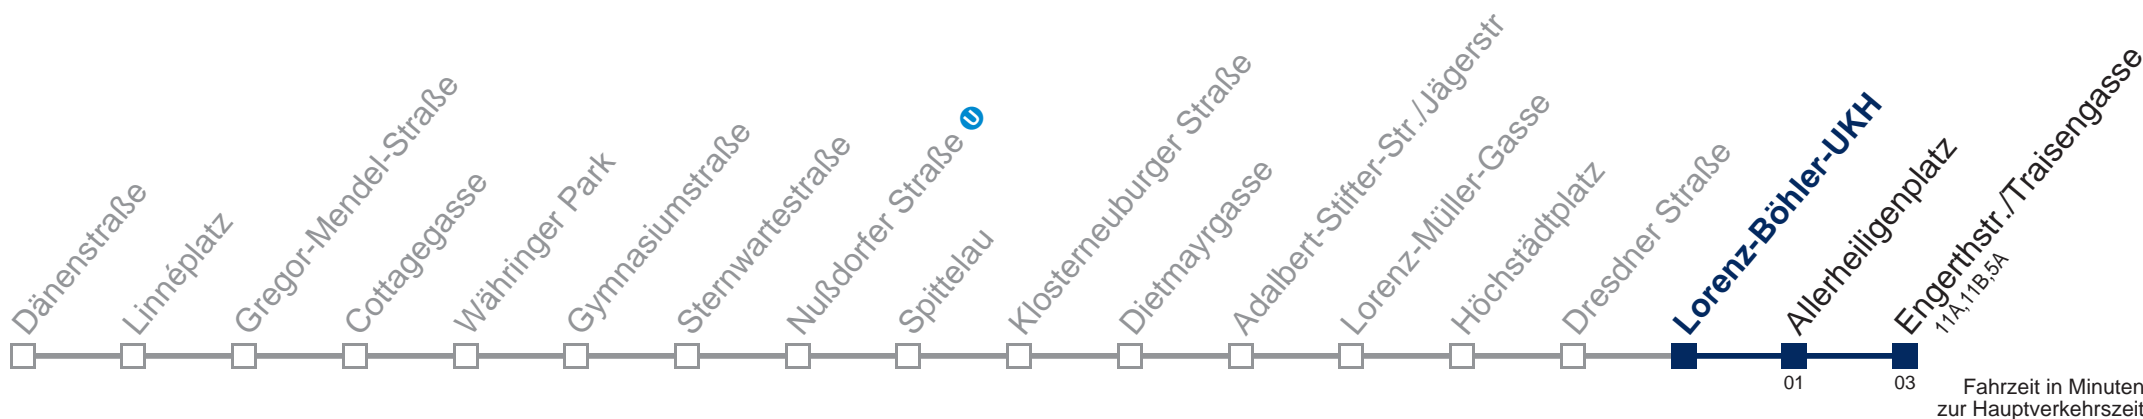 Dänenstraße
Linnéplatz
Gregor-Mendel-Straße
Cottagegasse
Währinger Park
Gymnasiumstraße
Sternwartestraße
Nußdorfer Straße U
Spittelau
Klosterneuburger Straße
Dietmayrgasse
Adalbert-Stifter-Str./Jägerstr
Lorenz-Müller-Gasse
Höchstädtplatz
Dresdner Straße
Lorenz-Böhler-UKH
Allerheiligenplatz
Engerthstr./Traisengasse
11A,11B,5A
01
03
Fahrzeit in Minuten
zur Hauptverkehrszeit